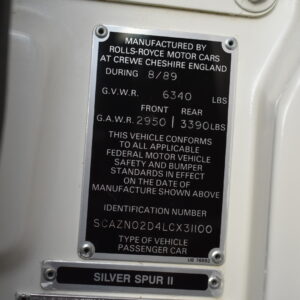 MANUFACTURED BY
ROLLS-ROYCE MOTOR CARS
AT CREWE CHESHIRE ENGLAND
DURING 8/89
G.V.W.R. 6340 LBS
FRONT REAR
G.A.W.R. 2950 | 3390LBS
THIS VEHICLE CONFORMS
TO ALL APPLICABLE
FEDERAL MOTOR VEHICLE
SAFETY AND BUMPER
STANDARDS IN EFFECT
ON THE DATE OF
MANUFACTURE SHOWN ABOVE
IDENTIFICATION NUMBER
SCAZN02D4LCX31100
TYPE OF VEHICLE
PASSENGER CAR
SILVER SPUR II